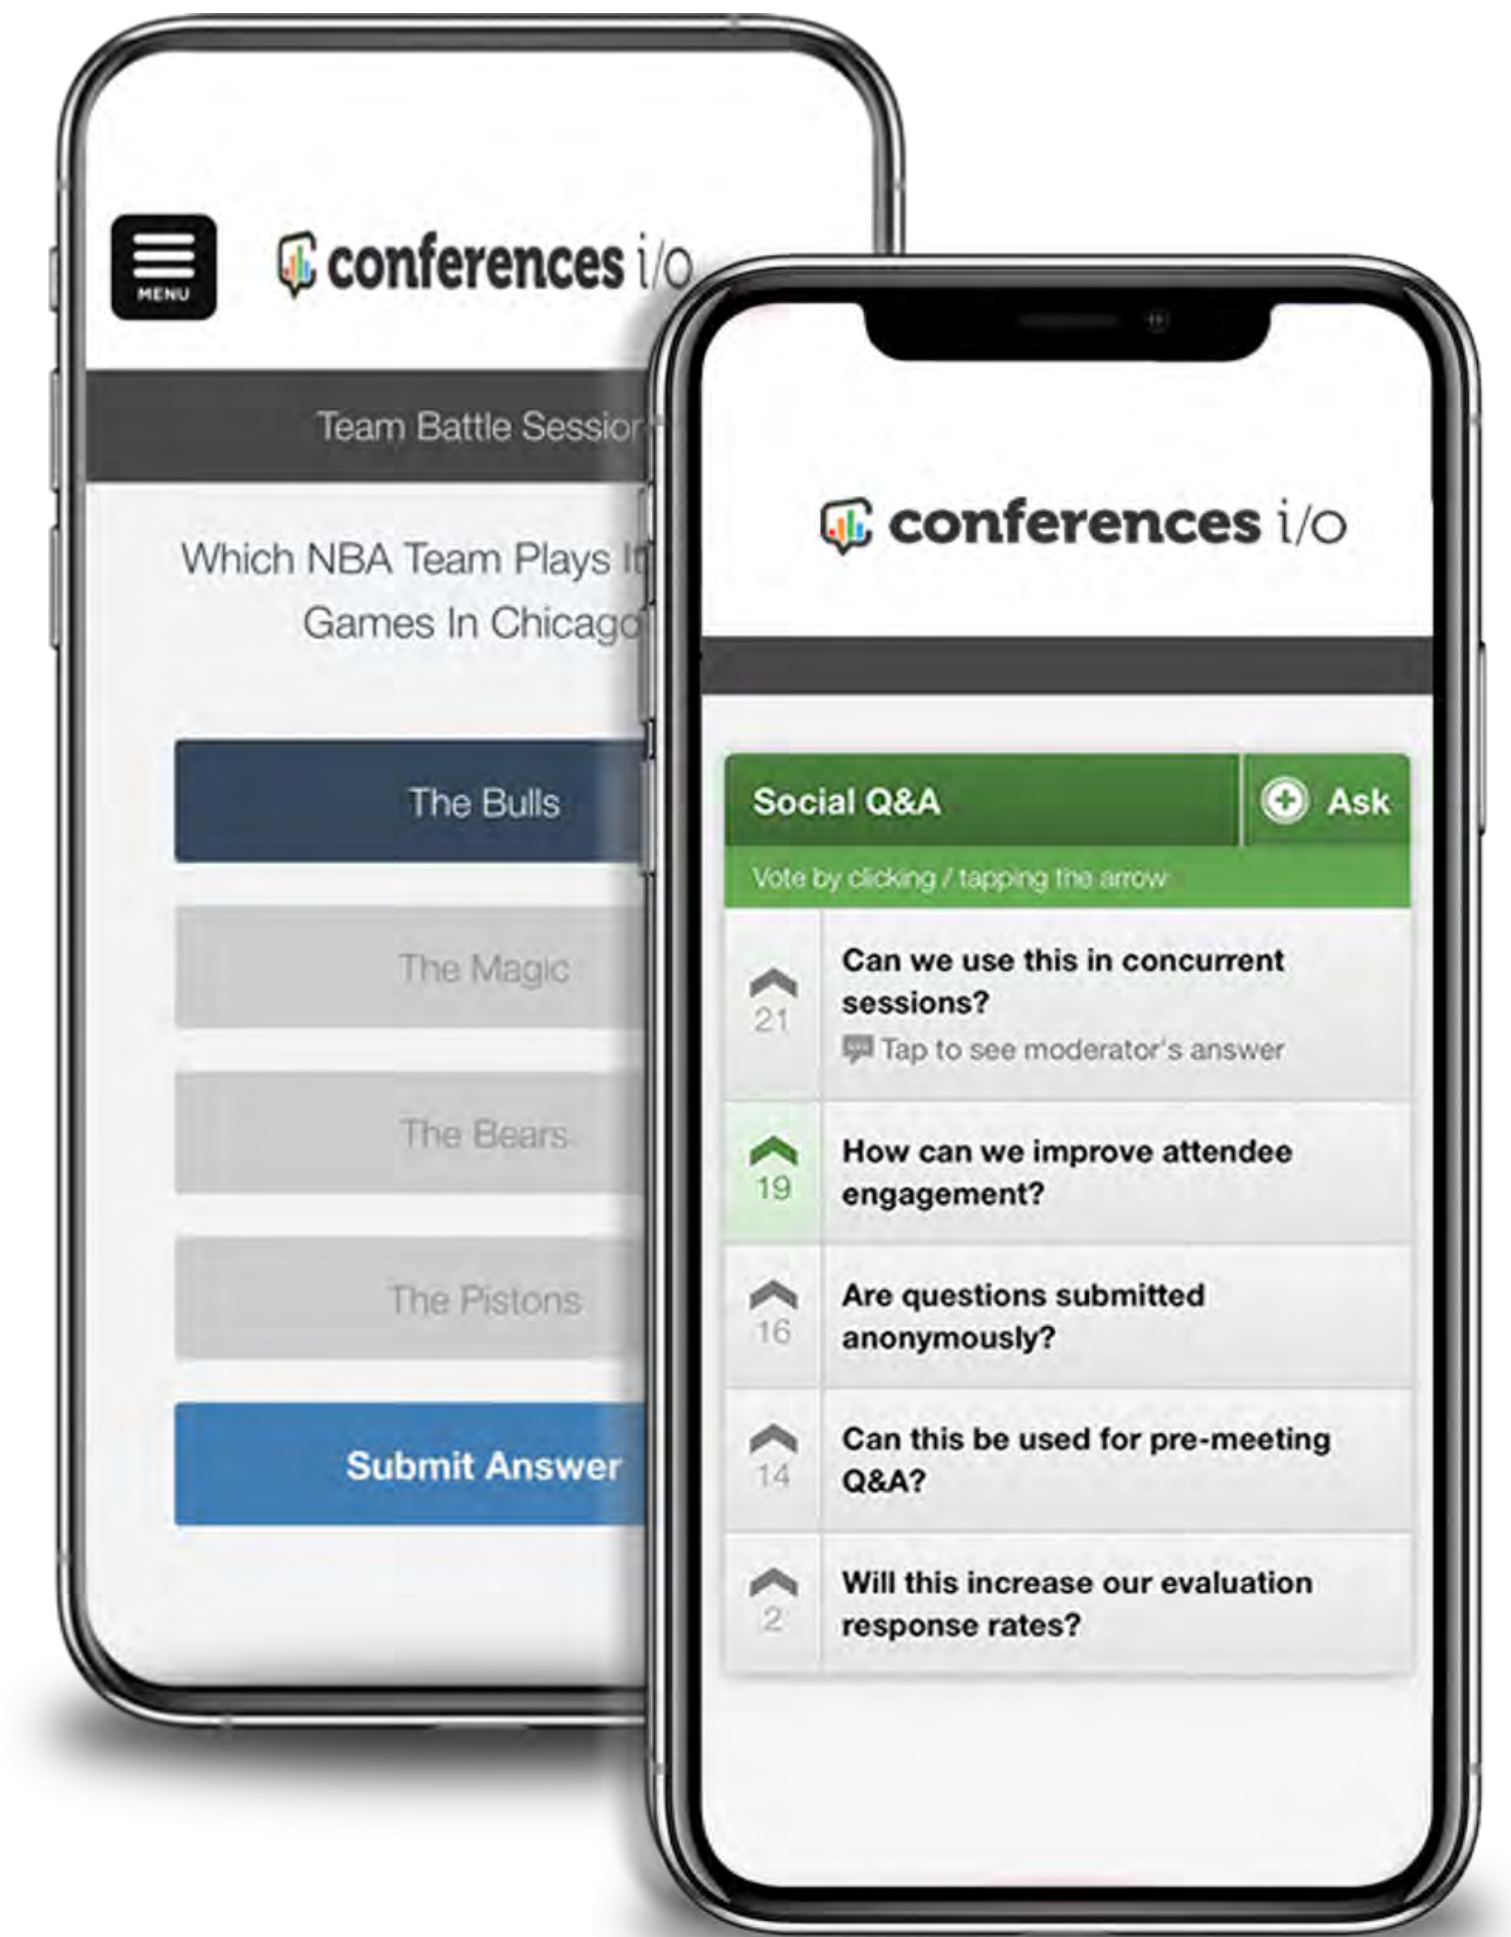 MENU
conferences i/o
Team Battle Session
Which NBA Team Plays It
Games In Chicago
The Bulls
The Magic
The Bears
The Pistons
Submit Answer
conferences i/o
Social Q&A
Ask
Vote by clicking / tapping the arrow
Can we use this in concurrent
sessions?
21
Tap to see moderator's answer
How can we improve attendee
engagement?
19
Are questions submitted
anonymously?
16
Can this be used for pre-meeting
Q&A?
14
Will this increase our evaluation
response rates?
2